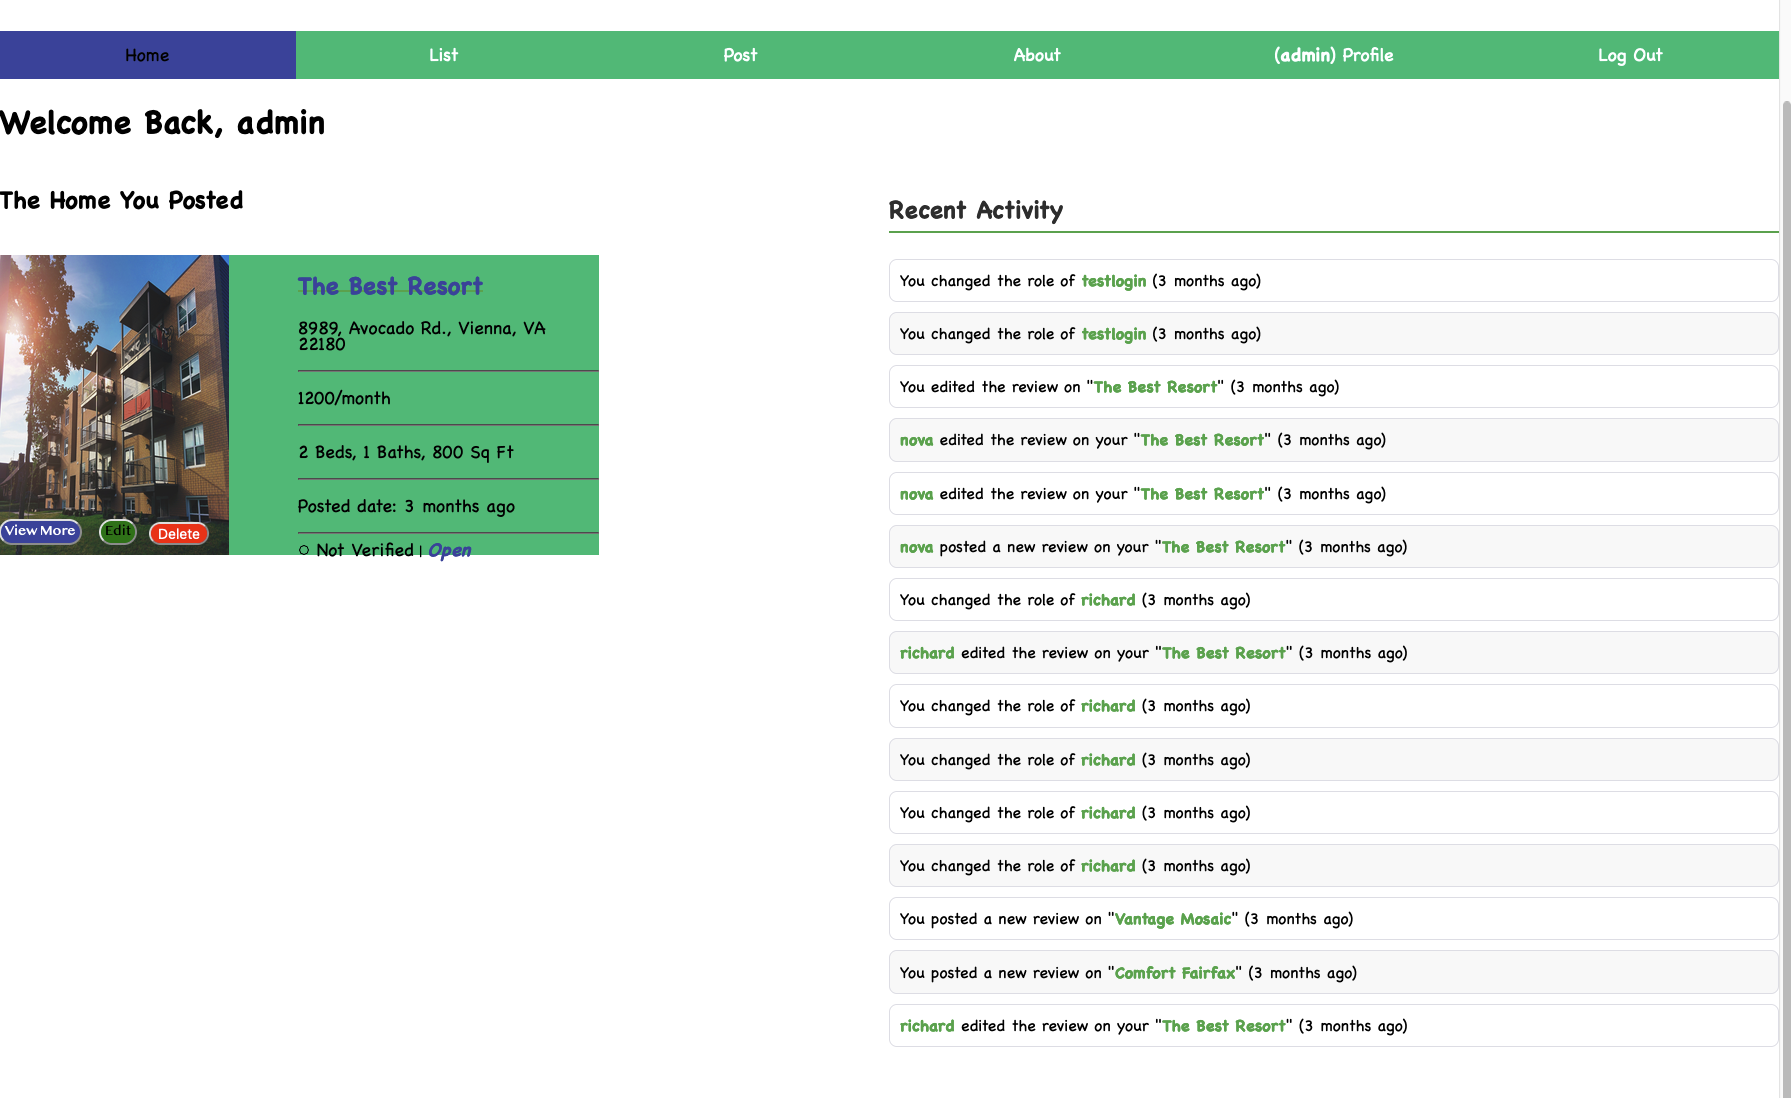 Home
List
Post
About
(admin) Profile
Log Out
Welcome Back, admin
The Home You Posted
The Best Resort
8989, Avocado Rd., Vienna, VA
22180
1200/month
2 Beds, 1 Baths, 800 Sq Ft
Posted date: 3 months ago
Not Verified | Open
View More
Edit
Delete
Recent Activity
You changed the role of testlogin (3 months ago)
You changed the role of testlogin (3 months ago)
You edited the review on "The Best Resort" (3 months ago)
nova edited the review on your "The Best Resort" (3 months ago)
nova edited the review on your "The Best Resort" (3 months ago)
nova posted a new review on your "The Best Resort" (3 months ago)
You changed the role of richard (3 months ago)
richard edited the review on your "The Best Resort" (3 months ago)
You changed the role of richard (3 months ago)
You changed the role of richard (3 months ago)
You changed the role of richard (3 months ago)
You changed the role of richard (3 months ago)
You posted a new review on "Vantage Mosaic" (3 months ago)
You posted a new review on "Comfort Fairfax" (3 months ago)
richard edited the review on your "The Best Resort" (3 months ago)